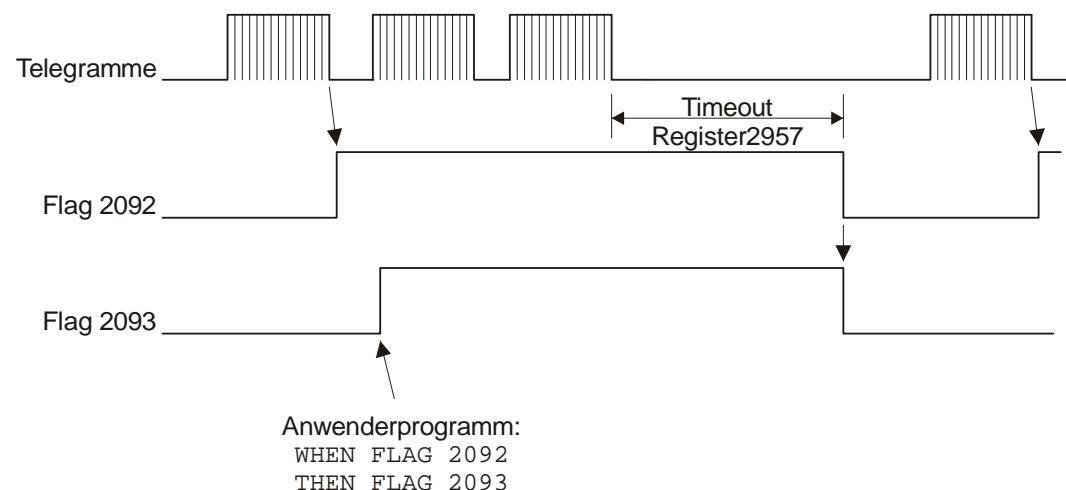 Telegramme
Timeout
Register2957
Flag 2092
Flag 2093
Anwenderprogramm:
WHEN FLAG 2092
THEN FLAG 2093